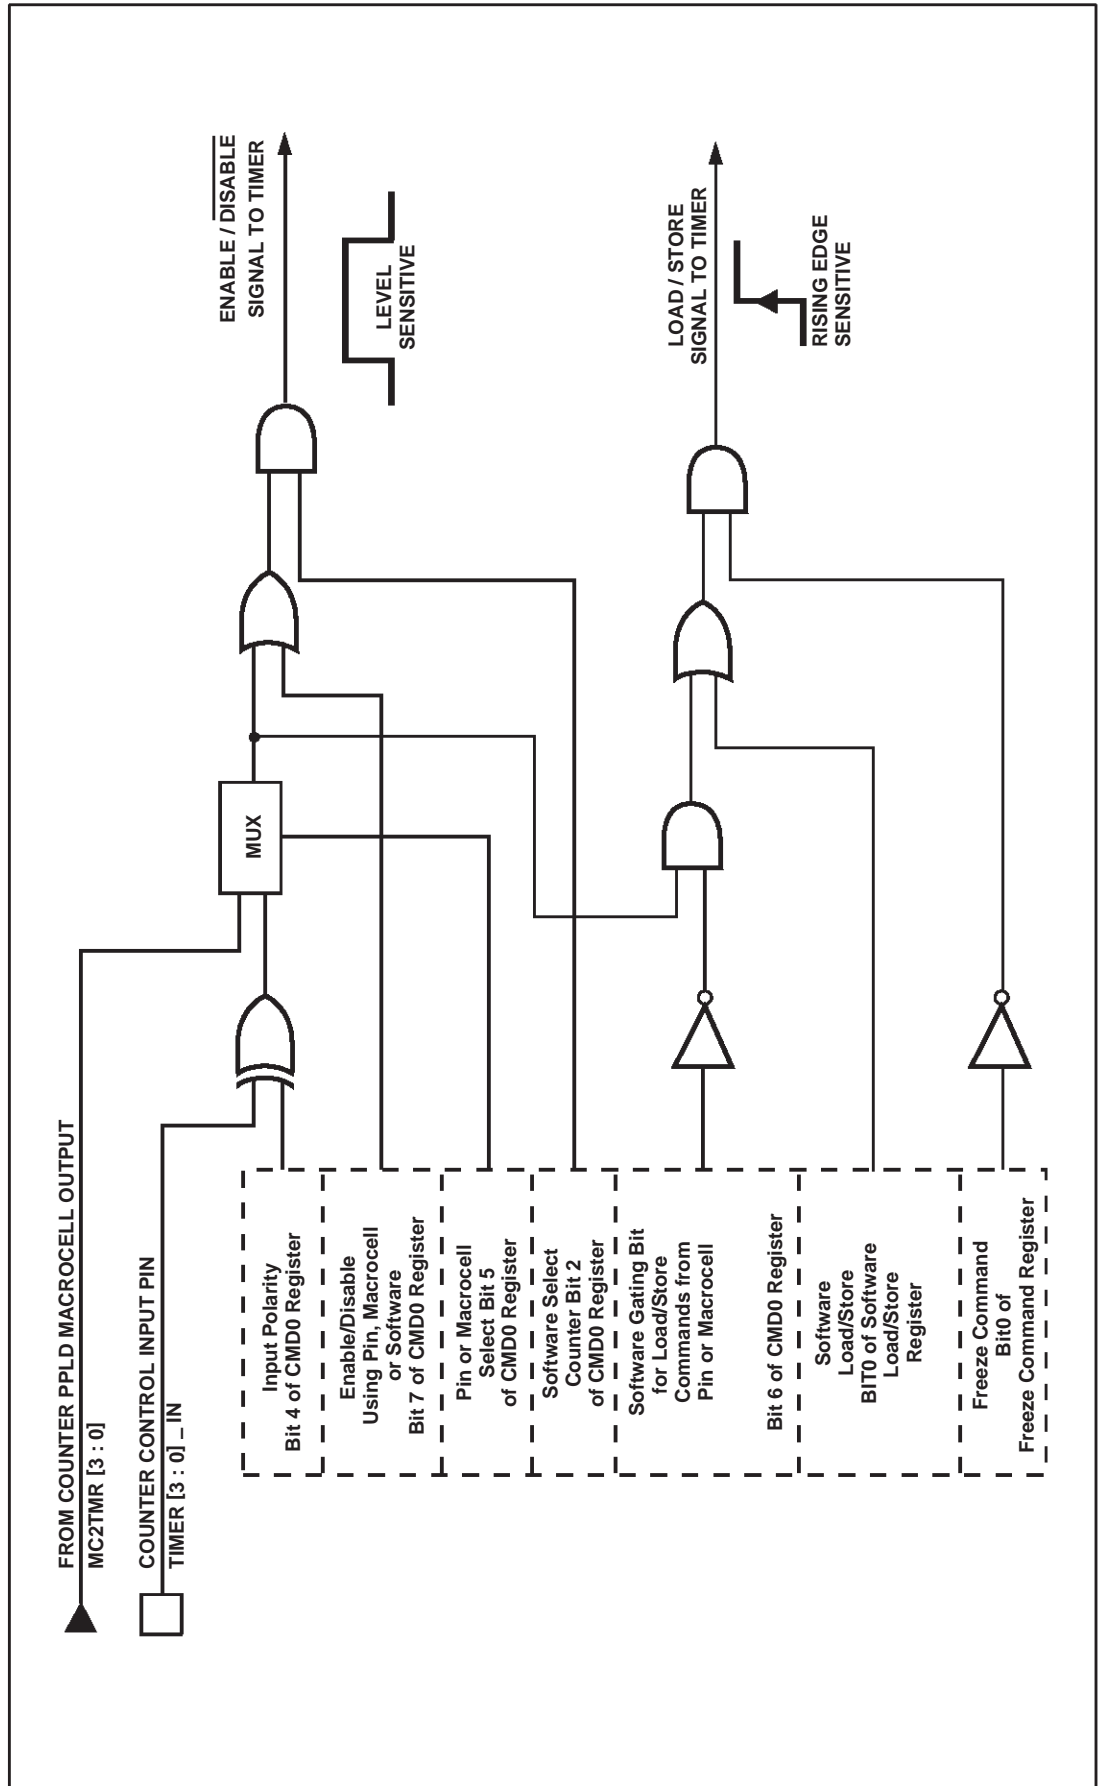 FROM COUNTER PPLD MACROCELL OUTPUT
MC2TMR [3 : 0]
COUNTER CONTROL INPUT PIN
TIMER [3 : 0] _ IN
Input Polarity
Bit 4 of CMD0 Register
Enable/Disable
Using Pin, Macrocell
or Software
Bit 7 of CMD0 Register
Pin or Macrocell
Select Bit 5
of CMD0 Register
Software Select
Counter Bit 2
of CMD0 Register
Software Gating Bit
for Load/Store
Commands from
Pin or Macrocell
Bit 6 of CMD0 Register
Software
Load/Store
BIT0 of Software
Load/Store
Register
Freeze Command
Bit0 of
Freeze Command Register
MUX
ENABLE / DISABLE
SIGNAL TO TIMER
LEVEL
SENSITIVE
LOAD / STORE
SIGNAL TO TIMER
RISING EDGE
SENSITIVE